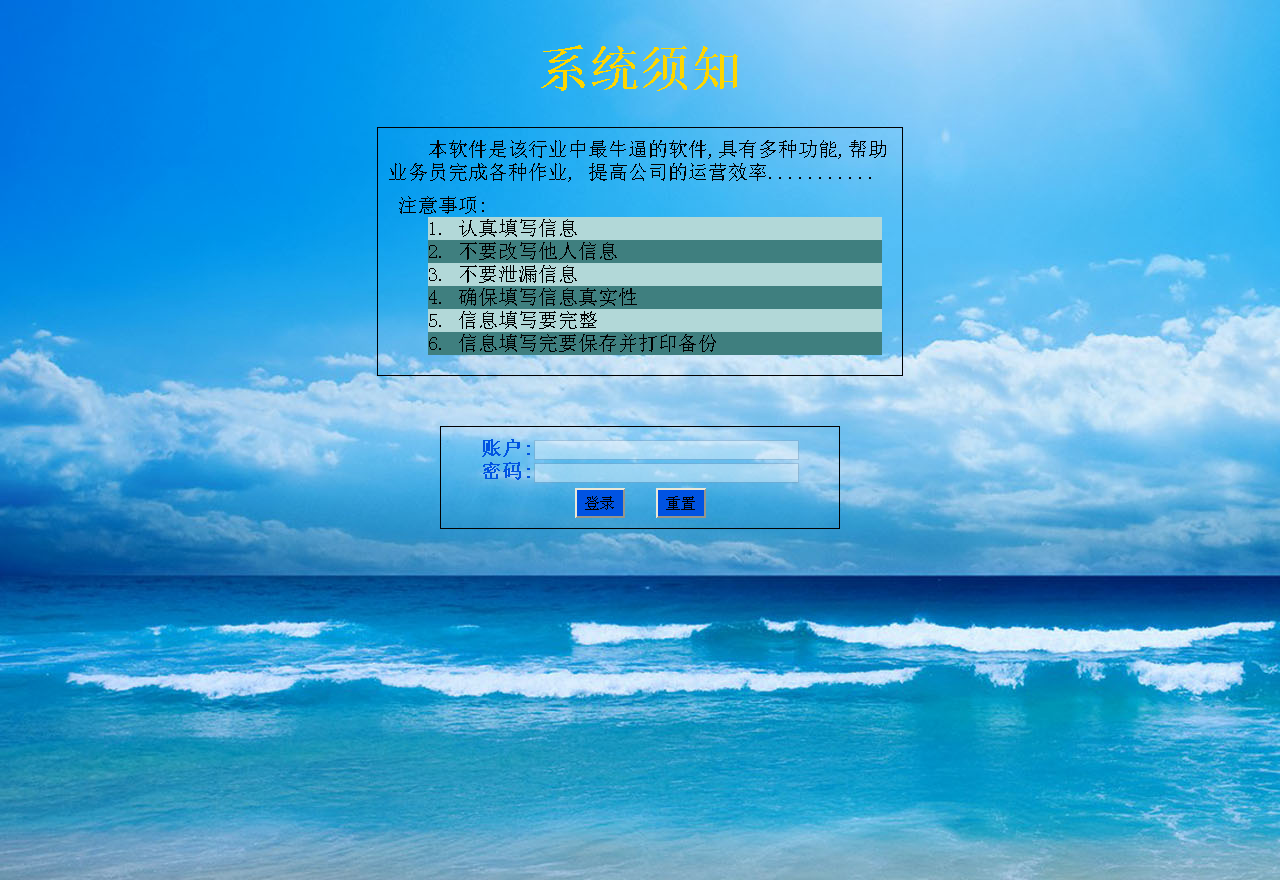 系统须知
本软件是该行业中最牛逼的软件,具有多种功能,帮助
业务员完成各种作业, 提高公司的运营效率...........
注意事项:
1. 认真填写信息
2. 不要改写他人信息
3. 不要泄漏信息
4. 确保填写信息真实性
5. 信息填写要完整
6. 信息填写完要保存并打印备份
账户:
密码:
登录 重置